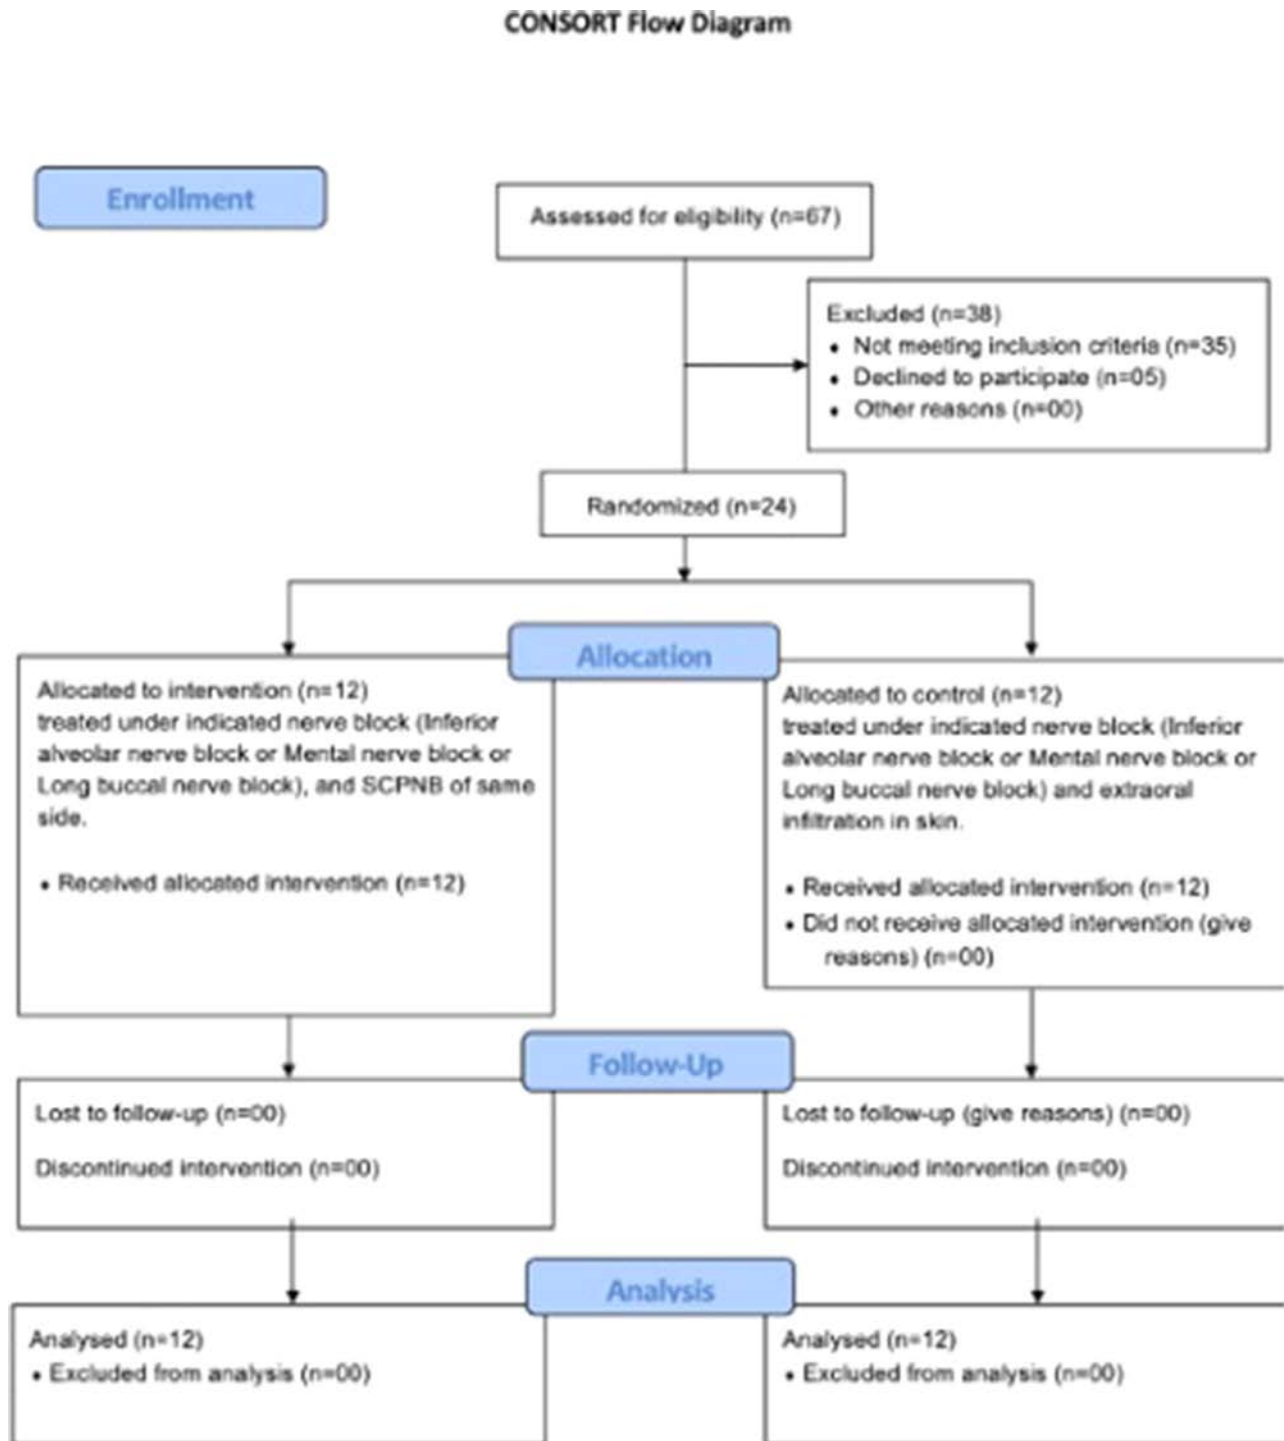 CONSORT Flow Diagram
Enrollment
Assessed for eligibility (n=67)
Excluded (n=38)
• Not meeting inclusion criteria (n=35)
• Declined to participate (n=05)
• Other reasons (n=00)
Randomized (n=24)
Allocation
Allocated to intervention (n=12)
treated under indicated nerve block (Inferior
alveolar nerve block or Mental nerve block or
Long buccal nerve block), and SCPNB of same
side.
• Received allocated intervention (n=12)
Allocated to control (n=12)
treated under indicated nerve block (Inferior
alveolar nerve block or Mental nerve block or
Long buccal nerve block) and extraoral
infiltration in skin.
• Received allocated intervention (n=12)
• Did not receive allocated intervention (give
reasons) (n=00)
Follow-Up
Lost to follow-up (n=00)
Discontinued intervention (n=00)
Lost to follow-up (give reasons) (n=00)
Discontinued intervention (n=00)
Analysis
Analysed (n=12)
• Excluded from analysis (n=00)
Analysed (n=12)
• Excluded from analysis (n=00)